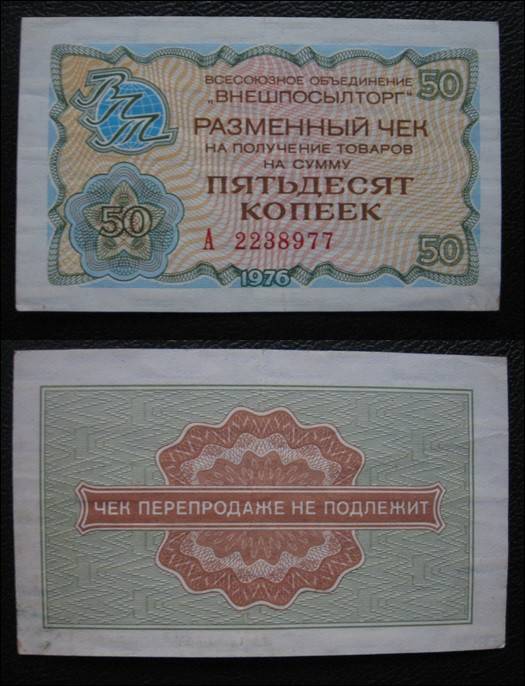 ВПТ
ВСЕСОЮЗНОЕ ОБЪЕДИНЕНИЕ
50
„ВНЕШПОСЫЛТОРГ"
РАЗМЕННЫЙ ЧЕК
НА ПОЛУЧЕНИЕ ТОВАРОВ
НА СУММУ
ПЯТЬДЕСЯТ
КОПЕЕК
50
А 2238977
50
1976
ЧЕК ПЕРЕПРОДАЖЕ НЕ ПОДЛЕЖИТ